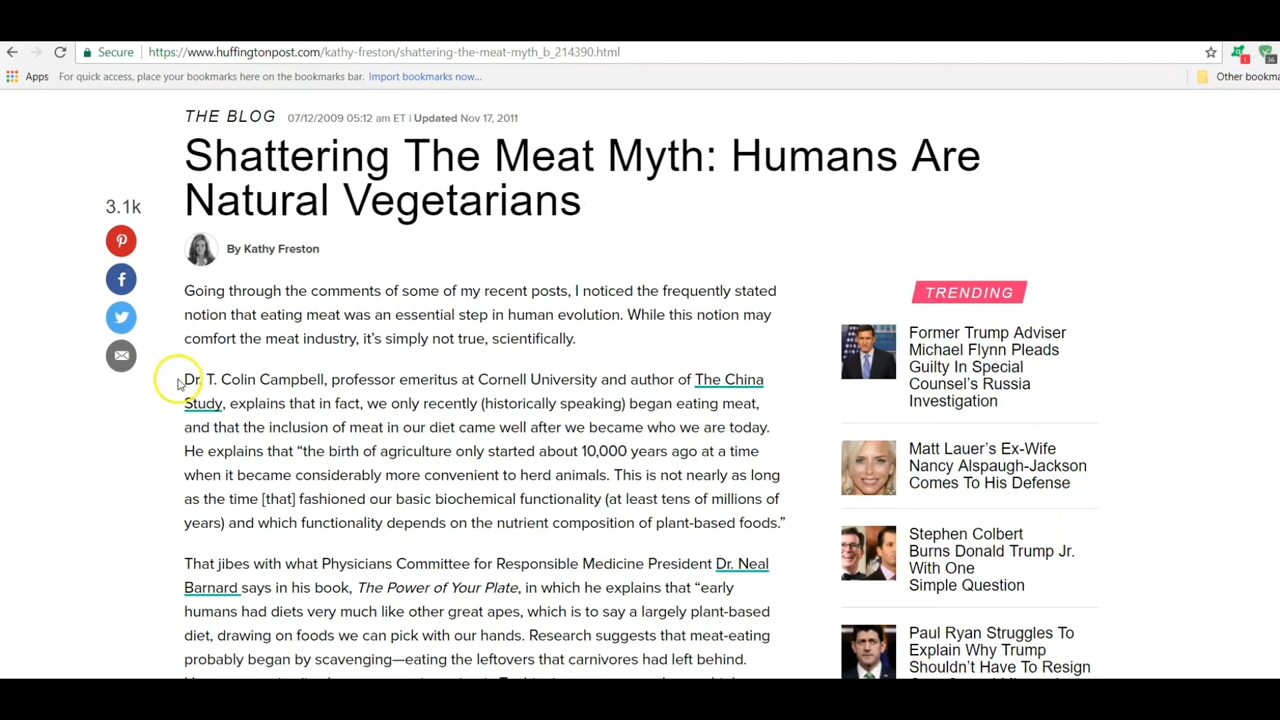 Secure https://www.huffingtonpost.com/kathy-freston/shattering-the-meat-myth_b_214390.html
1
36
Apps For quick access, place your bookmarks here on the bookmarks bar. Import bookmarks now... Other bookma
THE BLOG 07/12/2009 05:12 am ET | Updated Nov 17, 2011
Shattering The Meat Myth: Humans Are
Natural Vegetarians
3.1k
By Kathy Freston
Going through the comments of some of my recent posts, I noticed the frequently stated
notion that eating meat was an essential step in human evolution. While this notion may
comfort the meat industry, it’s simply not true, scientifically.
Dr. T. Colin Campbell, professor emeritus at Cornell University and author of The China
Study, explains that in fact, we only recently (historically speaking) began eating meat,
and that the inclusion of meat in our diet came well after we became who we are today.
He explains that “the birth of agriculture only started about 10,000 years ago at a time
when it became considerably more convenient to herd animals. This is not nearly as long
as the time [that] fashioned our basic biochemical functionality (at least tens of millions of
years) and which functionality depends on the nutrient composition of plant-based foods.”
That jibes with what Physicians Committee for Responsible Medicine President Dr. Neal
Barnard says in his book, The Power of Your Plate, in which he explains that “early
humans had diets very much like other great apes, which is to say a largely plant-based
diet, drawing on foods we can pick with our hands. Research suggests that meat-eating
probably began by scavenging—eating the leftovers that carnivores had left behind.
TRENDING
Former Trump Adviser
Michael Flynn Pleads
Guilty In Special
Counsel’s Russia
Investigation
Matt Lauer’s Ex-Wife
Nancy Alspaugh-Jackson
Comes To His Defense
Stephen Colbert
Burns Donald Trump Jr.
With One
Simple Question
Paul Ryan Struggles To
Explain Why Trump
Shouldn’t Have To Resign